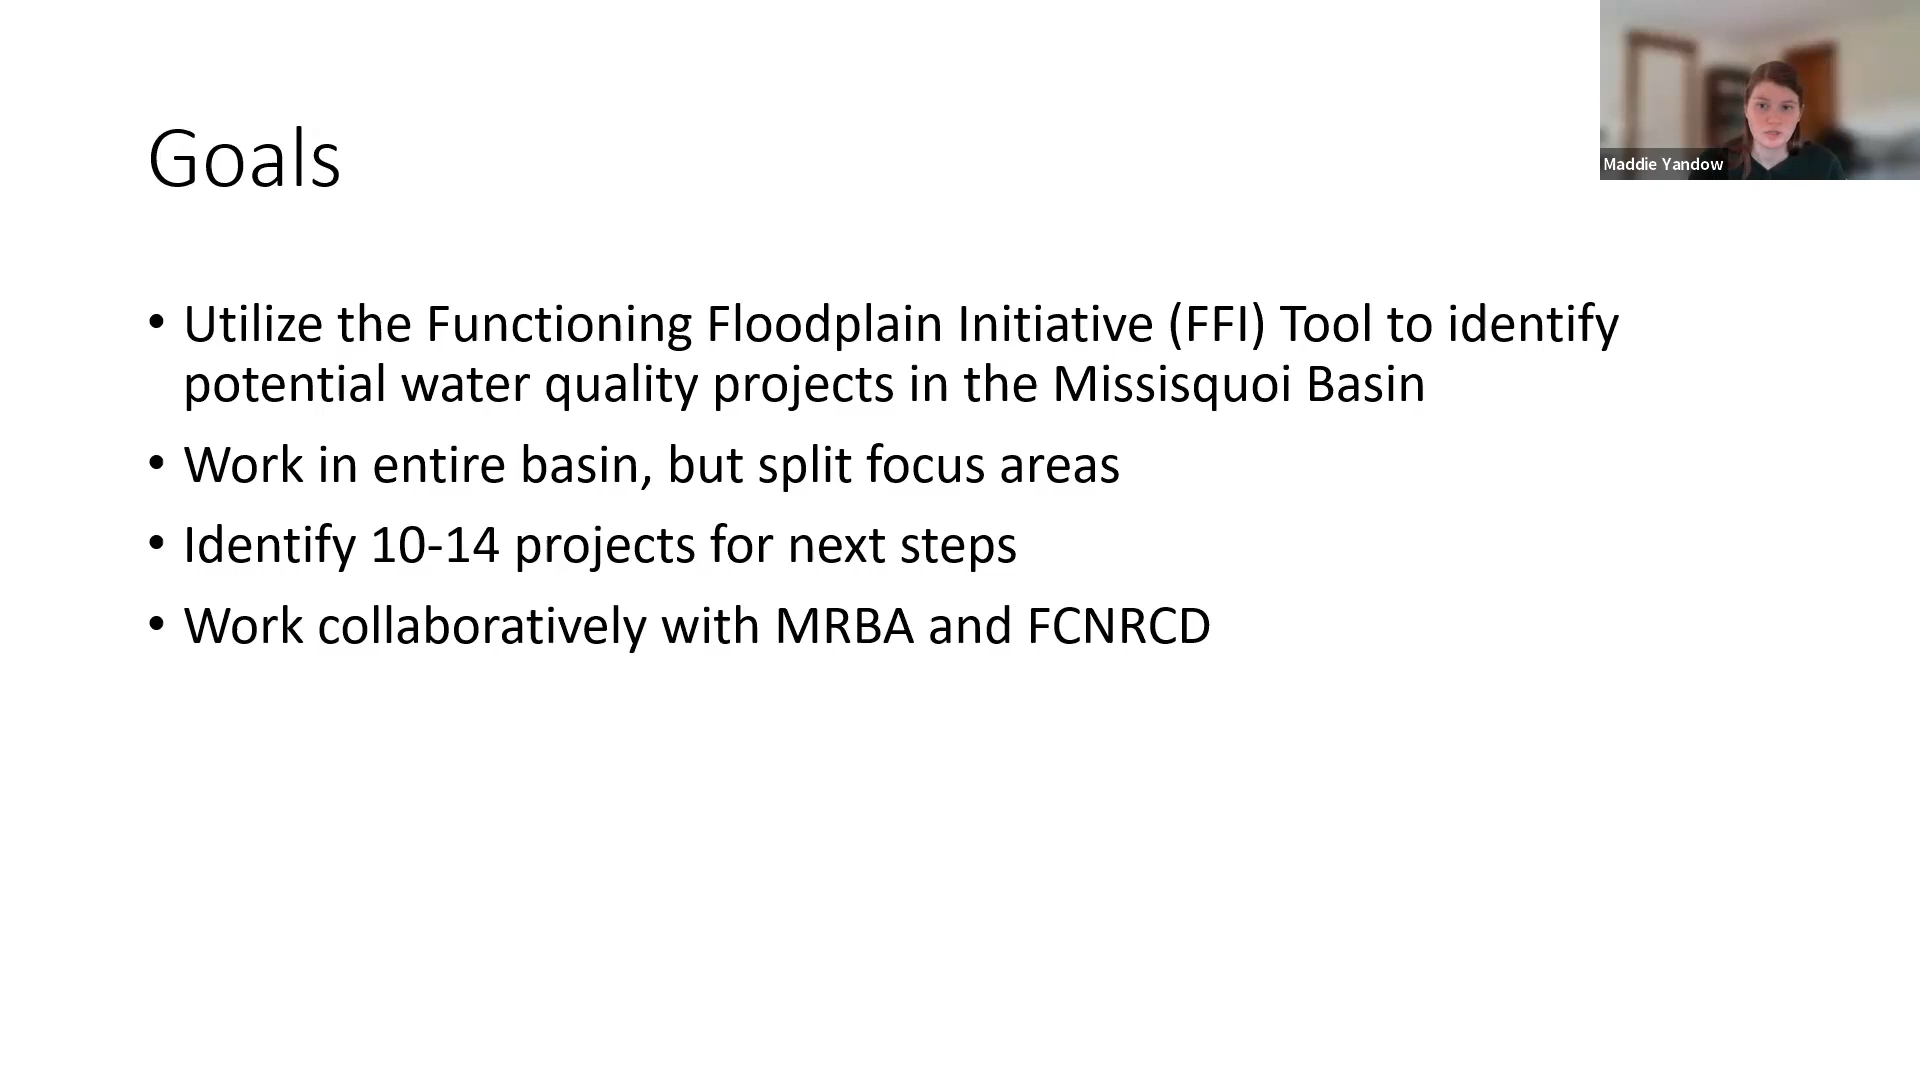 Goals
• Utilize the Functioning Floodplain Initiative (FFI) Tool to identify
potential water quality projects in the Missisquoi Basin
• Work in entire basin, but split focus areas
• Identify 10-14 projects for next steps
• Work collaboratively with MRBA and FCNRCD
Maddie Yandow